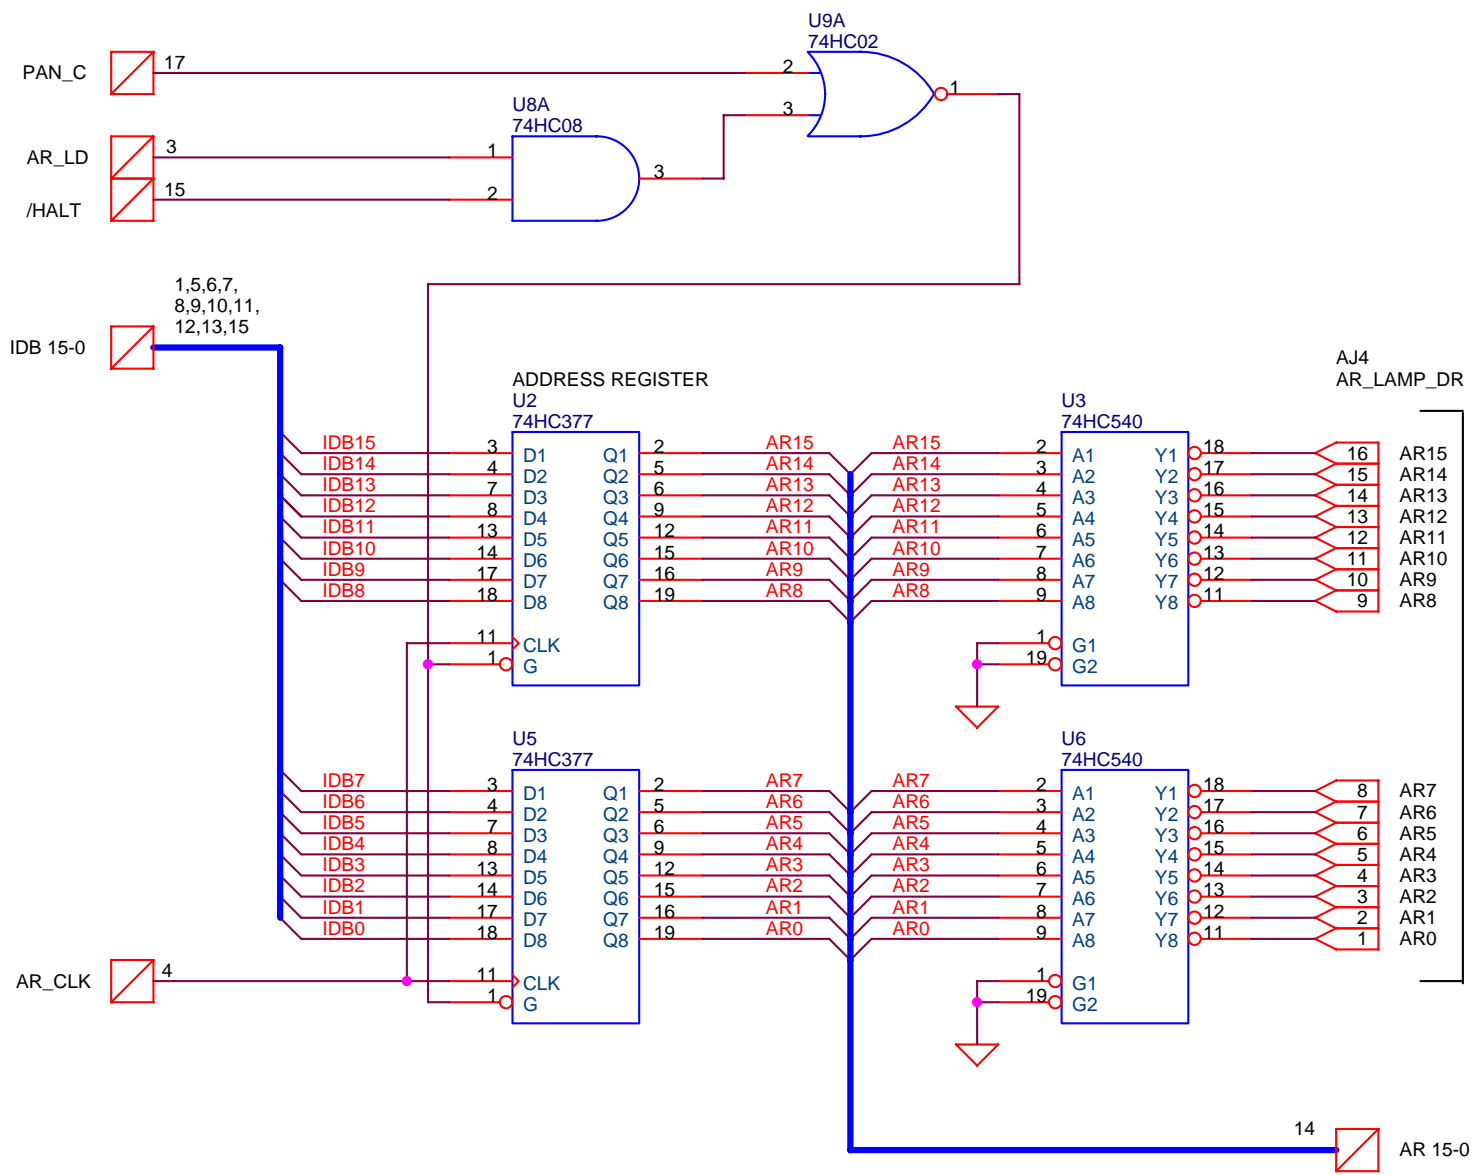 U9A
74HC02
PAN_C 17 2 1
3
U8A
74HC08
AR_LD 3 1
3
/HALT 15 2
1,5,6,7,
8,9,10,11,
12,13,15
IDB 15-0
AJ4
AR_LAMP_DR
ADDRESS REGISTER
U2 U3
74HC377 74HC540
IDB15 3 D1 Q1 2 AR15 AR15 2 A1 Y1 18 16 AR15
IDB14 4 D2 Q2 5 AR14 AR14 3 A2 Y2 17 15 AR14
IDB13 7 D3 Q3 6 AR13 AR13 4 A3 Y3 16 14 AR13
IDB12 8 D4 Q4 9 AR12 AR12 5 A4 Y4 15 13 AR12
IDB11 13 D5 Q5 12 AR11 AR11 6 A5 Y5 14 12 AR11
IDB10 14 D6 Q6 15 AR10 AR10 7 A6 Y6 13 11 AR10
IDB9 17 D7 Q7 16 AR9 AR9 8 A7 Y7 12 10 AR9
IDB8 18 D8 Q8 19 AR8 AR8 9 A8 Y8 11 9 AR8
11 CLK 1 G1
1 G 19 G2
U5 U6
74HC377 74HC540
IDB7 3 D1 Q1 2 AR7 AR7 2 A1 Y1 18 8 AR7
IDB6 4 D2 Q2 5 AR6 AR6 3 A2 Y2 17 7 AR6
IDB5 7 D3 Q3 6 AR5 AR5 4 A3 Y3 16 6 AR5
IDB4 8 D4 Q4 9 AR4 AR4 5 A4 Y4 15 5 AR4
IDB3 13 D5 Q5 12 AR3 AR3 6 A5 Y5 14 4 AR3
IDB2 14 D6 Q6 15 AR2 AR2 7 A6 Y6 13 3 AR2
IDB1 17 D7 Q7 16 AR1 AR1 8 A7 Y7 12 2 AR1
IDB0 18 D8 Q8 19 AR0 AR0 9 A8 Y8 11 1 AR0
AR_CLK 4 11 CLK 1 G1
1 G 19 G2
14 AR 15-0